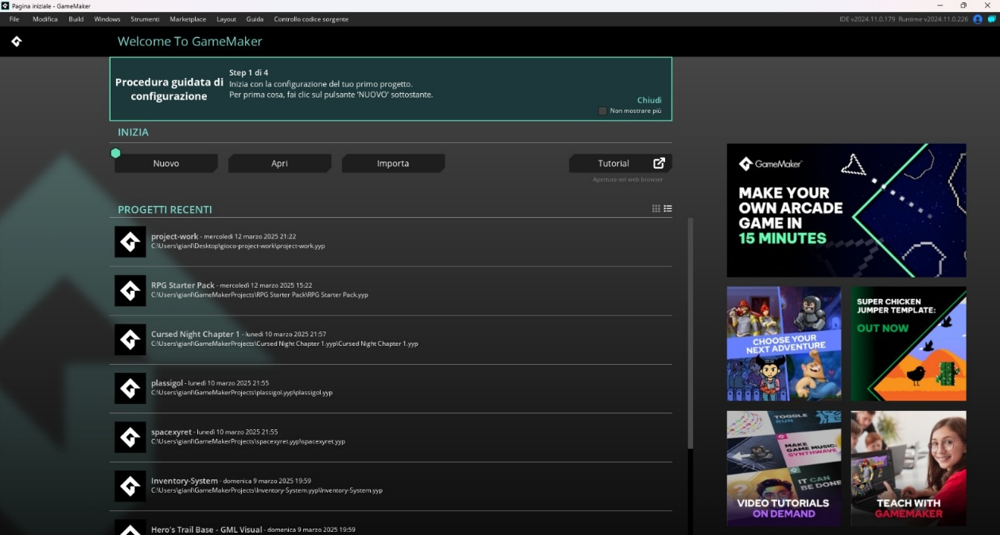 Pagina iniziale - GameMaker
File Modifica Build Windows Strumenti Marketplace Layout Guida Controllo codice sorgente
IDE v2024.11.0.179 Runtime v2024.11.0.226
Welcome To GameMaker
Procedura guidata di
configurazione
Step 1 di 4
Inizia con la configurazione del tuo primo progetto.
Per prima cosa, fai clic sul pulsante 'NUOVO' sottostante.
Chiudi
Non mostrare più
INIZIA
Nuovo
Apri
Importa
Tutorial
Apertura nel web browser
PROGETTI RECENTI
project-work - mercoledì 12 marzo 2025 21:22
C:\Users\gianl\Desktop\gioco-project-work\project-work.yyp
RPG Starter Pack - mercoledì 12 marzo 2025 15:22
C:\Users\gianl\GameMakerProjects\RPG Starter Pack\RPG Starter Pack.yyp
Cursed Night Chapter 1 - lunedì 10 marzo 2025 21:57
C:\Users\gianl\GameMakerProjects\Cursed Night Chapter 1.yyp\Cursed Night Chapter 1.yyp
plassigol - lunedì 10 marzo 2025 21:55
C:\Users\gianl\GameMakerProjects\plassigol.yyp\plassigol.yyp
spacexyret - lunedì 10 marzo 2025 21:55
C:\Users\gianl\GameMakerProjects\spacexyret.yyp\spacexyret.yyp
Inventory-System - domenica 9 marzo 2025 19:59
C:\Users\gianl\GameMakerProjects\Inventory-System.yyp\Inventory-System.yyp
Hero's Trail Base - GML Visual - domenica 9 marzo 2025 19:59
GameMaker
MAKE YOUR
OWN ARCADE
GAME IN
15 MINUTES
CHOOSE YOUR
NEXT ADVENTURE
SUPER CHICKEN
JUMPER TEMPLATE:
OUT NOW
TOGGLE
RUN
MAKE
GAME MUSIC:
SYNTHWAVE
IT CAN
BE DONE
VIDEO TUTORIALS
ON DEMAND
TEACH WITH
GAMEMAKER